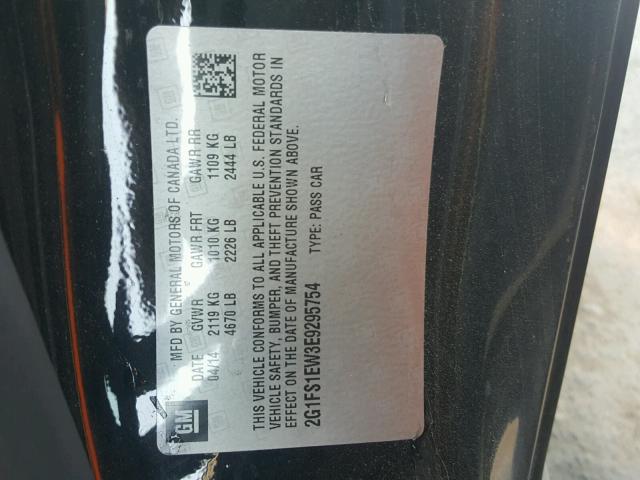 GM
MFD BY GENERAL MOTORS OF CANADA LTD.
DATE GVWR GAWR FRT GAWR RR
04/14 2119 KG 1010 KG 1109 KG
4670 LB 2226 LB 2444 LB
THIS VEHICLE CONFORMS TO ALL APPLICABLE U.S. FEDERAL MOTOR
VEHICLE SAFETY, BUMPER, AND THEFT PREVENTION STANDARDS IN
EFFECT ON THE DATE OF MANUFACTURE SHOWN ABOVE.
2G1FS1EW3E9295754 TYPE: PASS CAR